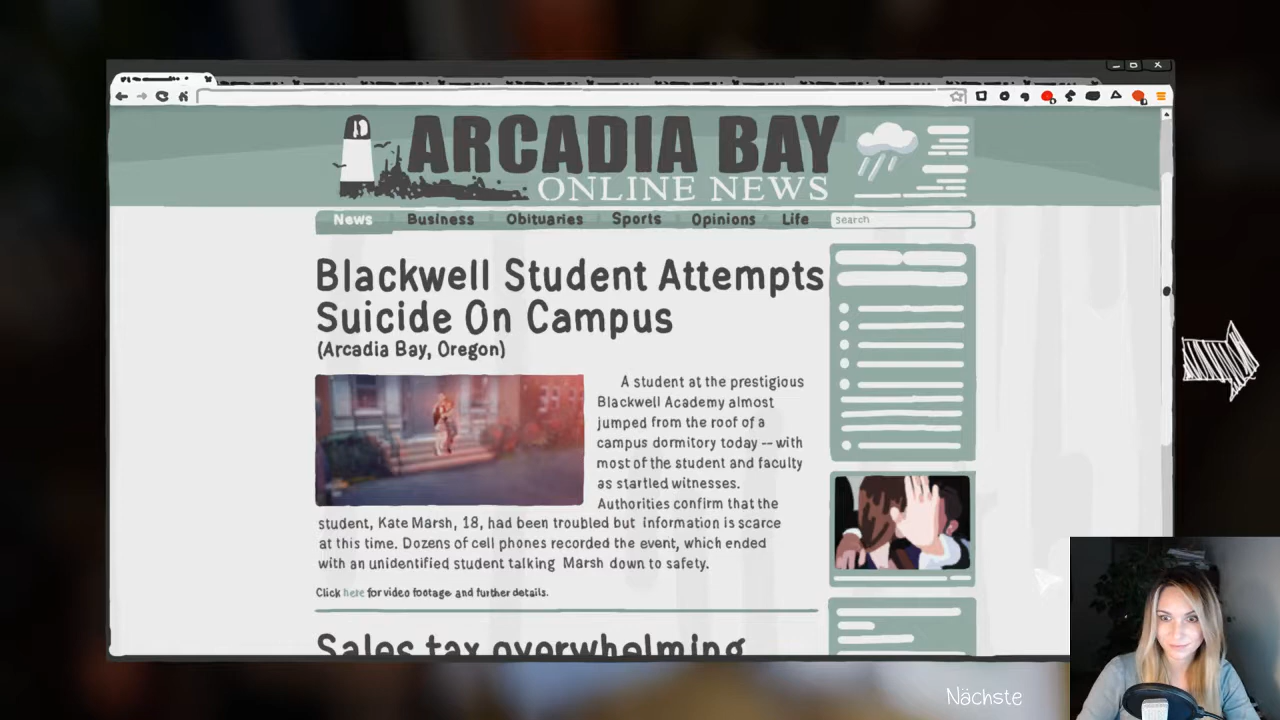 ARCADIA BAY
ONLINE NEWS
News Business Obituaries Sports Opinions Life search
Blackwell Student Attempts
Suicide On Campus
(Arcadia Bay, Oregon)
A student at the prestigious
Blackwell Academy almost
jumped from the roof of a
campus dormitory today -- with
most of the student and faculty
as startled witnesses.
Authorities confirm that the
student, Kate Marsh, 18, had been troubled but information is scarce
at this time. Dozens of cell phones recorded the event, which ended
with an unidentified student talking Marsh down to safety.
Click here for video footage and further details.
Sales tax overwhelming
Nächste